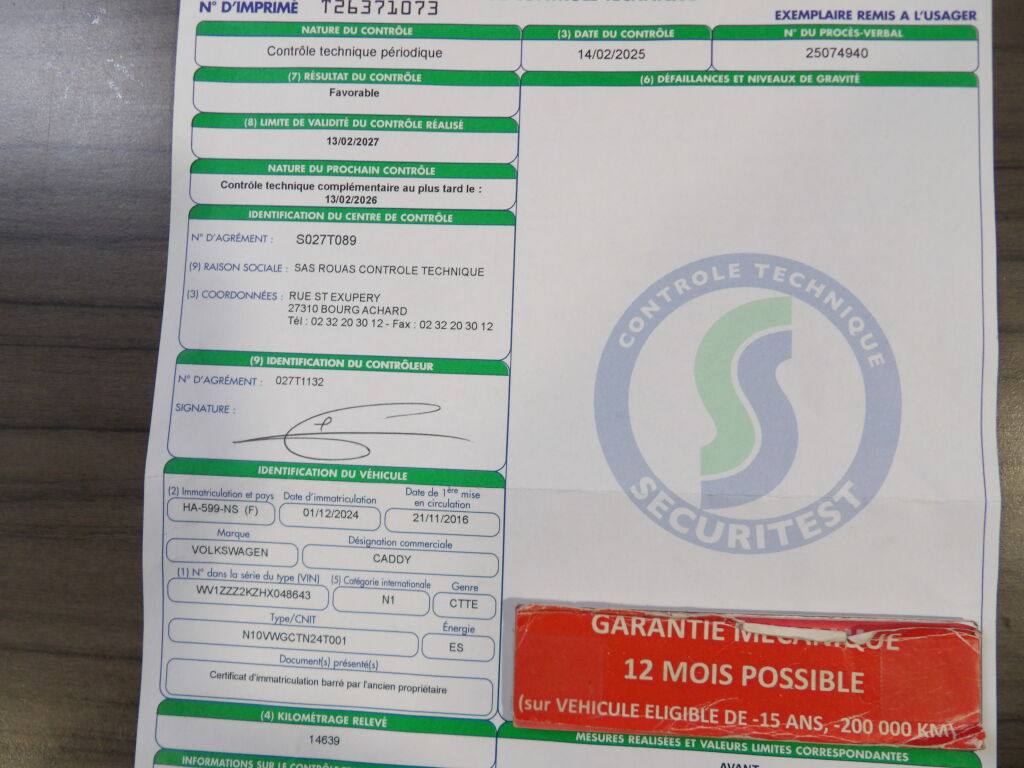 N° D'IMPRIMÉ T26371073
EXEMPLAIRE REMIS A L'USAGER
NATURE DU CONTRÔLE
Contrôle technique périodique
(3) DATE DU CONTRÔLE
14/02/2025
N° DU PROCÈS-VERBAL
25074940
(7) RÉSULTAT DU CONTRÔLE
Favorable
(6) DÉFAILLANCES ET NIVEAUX DE GRAVITÉ
(8) LIMITE DE VALIDITÉ DU CONTRÔLE RÉALISÉ
13/02/2027
NATURE DU PROCHAIN CONTRÔLE
Contrôle technique complémentaire au plus tard le :
13/02/2026
IDENTIFICATION DU CENTRE DE CONTRÔLE
N° D'AGRÉMENT : S027T089
(9) RAISON SOCIALE : SAS ROUAS CONTROLE TECHNIQUE
(3) COORDONNÉES : RUE ST EXUPERY
27310 BOURG ACHARD
Tél : 02 32 20 30 12 - Fax : 02 32 20 30 12
(9) IDENTIFICATION DU CONTRÔLEUR
N° D'AGRÉMENT : 027T1132
SIGNATURE :
CONTROLE TECHNIQUE
SECURITEST
IDENTIFICATION DU VÉHICULE
(2) Immatriculation et pays
HA-599-NS (F)
Date d'immatriculation
01/12/2024
Date de 1ère mise
en circulation
21/11/2016
Marque
VOLKSWAGEN
Désignation commerciale
CADDY
(1) N° dans la série du type (VIN)
WV1ZZZ2KZHX048643
(5) Catégorie internationale
N1
Genre
CTTE
Type/CNIT
N10VWGCTN24T001
Énergie
ES
Document(s) présenté(s)
Certificat d'immatriculation barré par l'ancien propriétaire
(4) KILOMÉTRAGE RELEVÉ
14639
GARANTIE MECANIQUE
12 MOIS POSSIBLE
(sur VEHICULE ELIGIBLE DE -15 ANS, -200 000 KM)
MESURES RÉALISÉES ET VALEURS LIMITES CORRESPONDANTES
AVANT
INFORMATIONS SUR LE